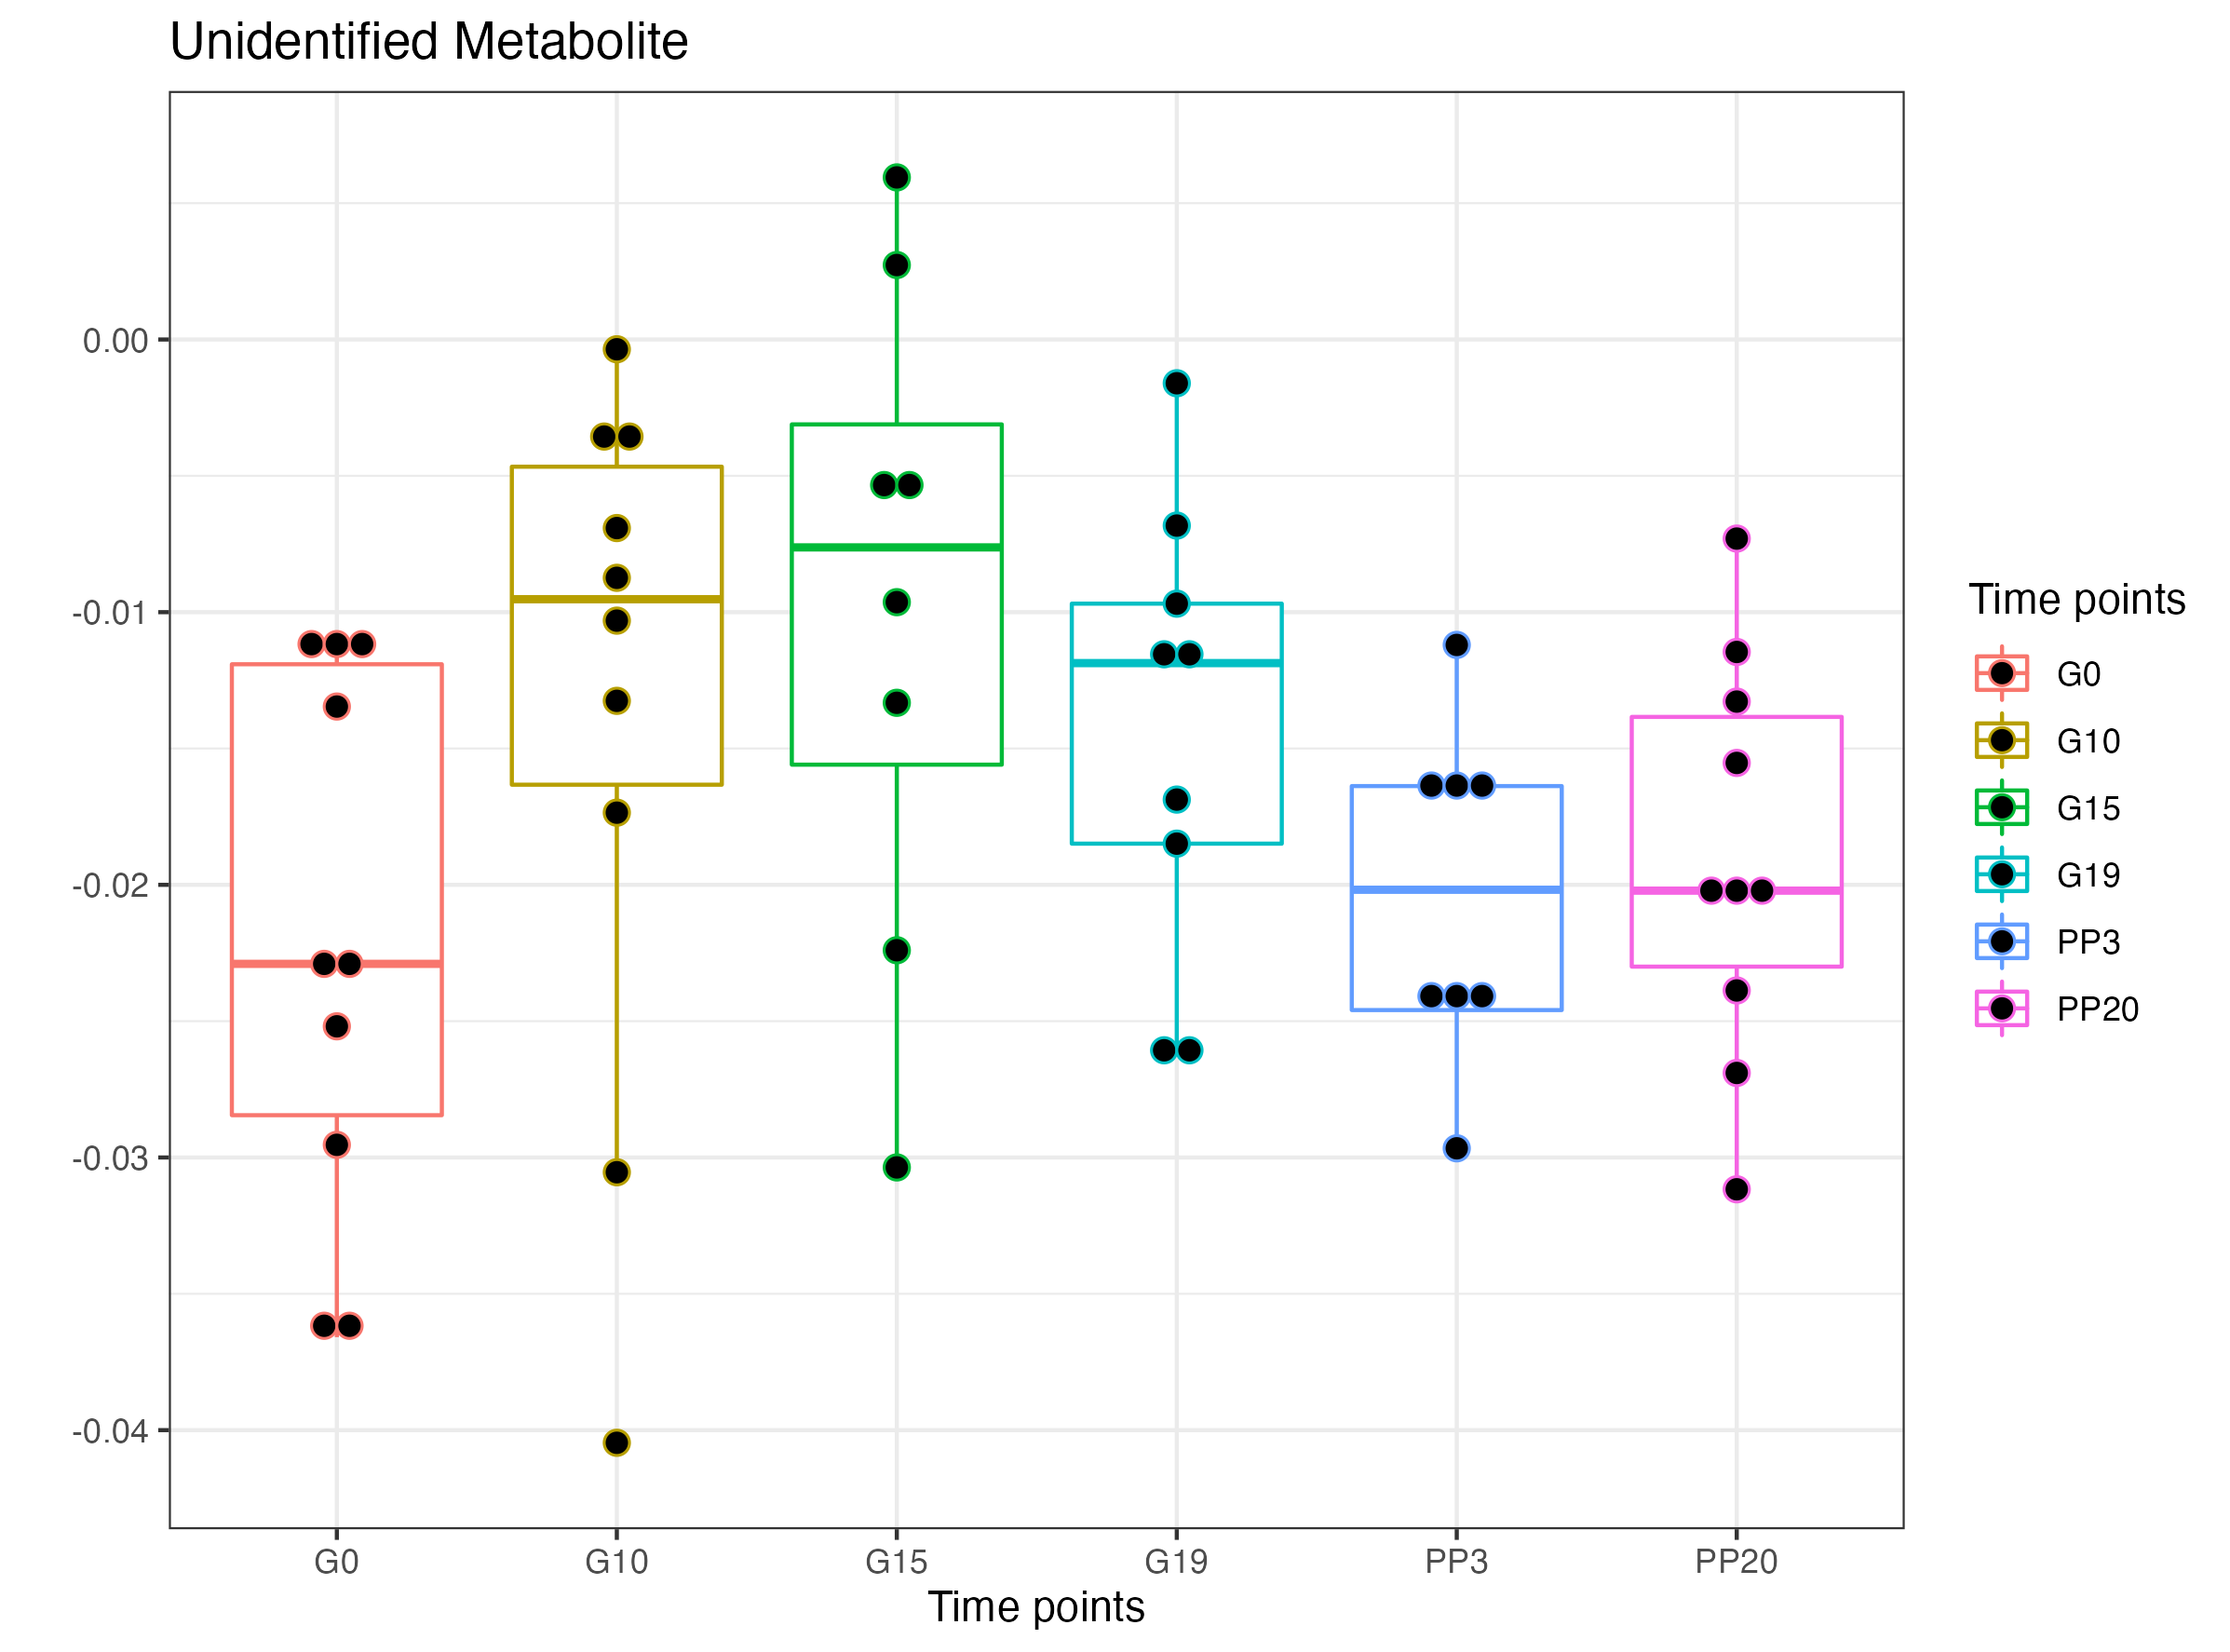 Unidentified Metabolite
0.00
-0.01
-0.02
-0.03
-0.04
G0
G10
G15
G19
PP3
PP20
Time points
Time points
G0
G10
G15
G19
PP3
PP20